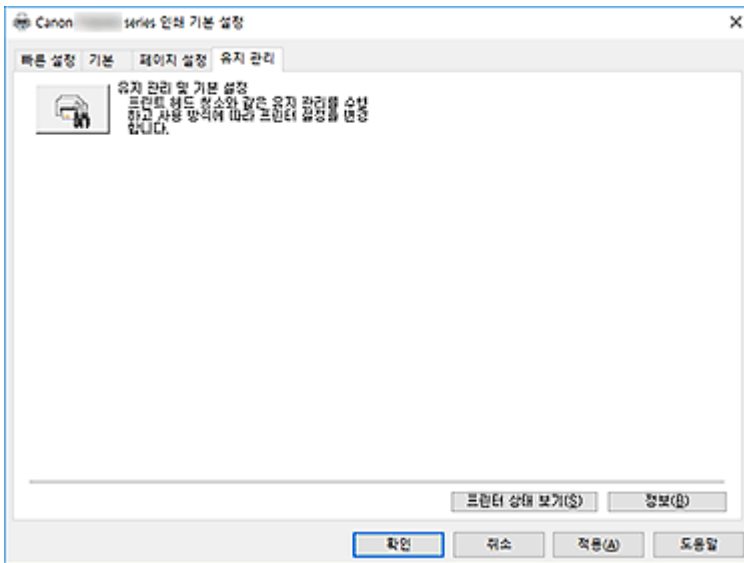 Canon series 인쇄 기본 설정
빠른 설정 기본 페이지 설정 유지 관리
유지 관리 및 기본 설정
프린트 헤드 청소와 같은 유지 관리를 수행
하고 사용 방식에 따라 프린터 설정을 변경
합니다.
프린터 상태 보기(S) 정보(B)
확인 취소 적용(A) 도움말